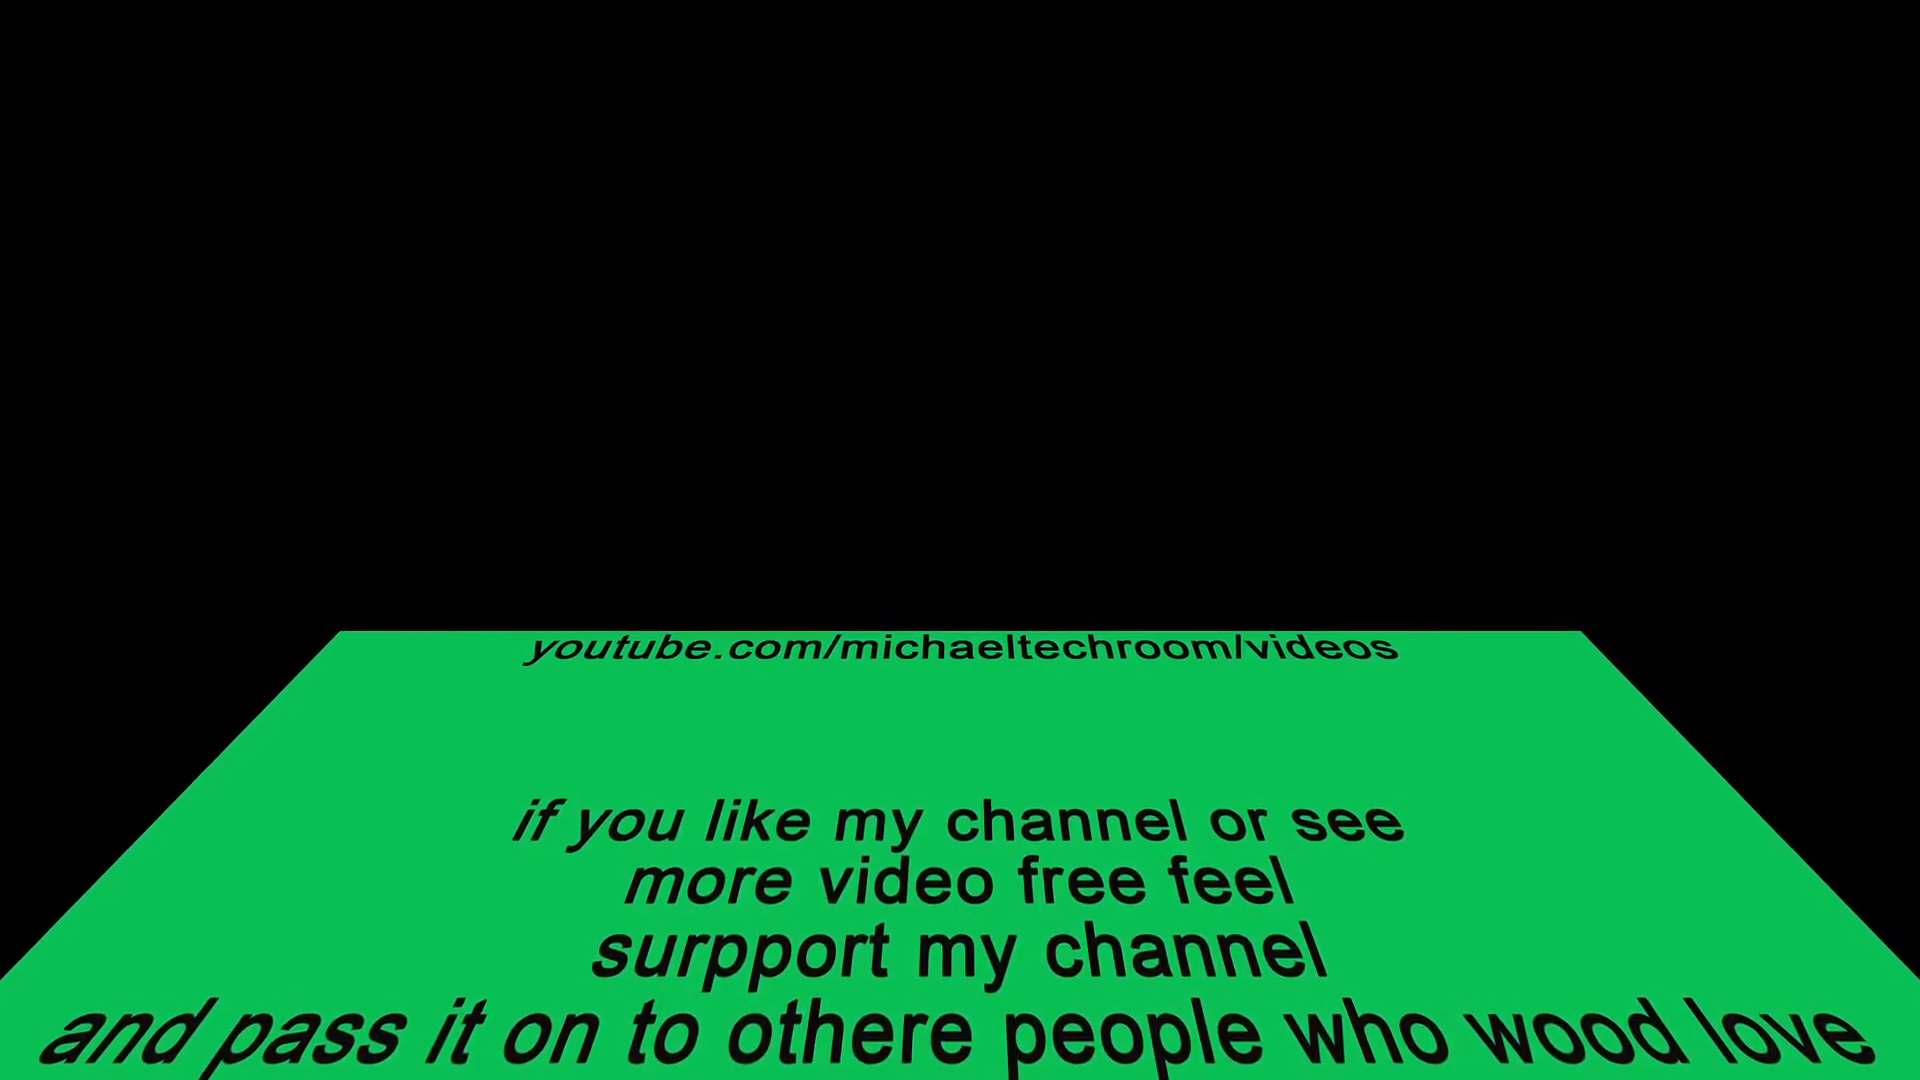 youtube.com/michaeltechroom/videos
if you like my channel or see
more video free feel
surpport my channel
and pass it on to othere people who wood love